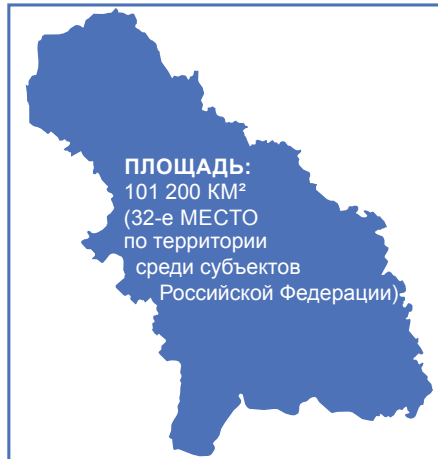 ПЛОЩАДЬ:
101 200 КМ²
(32-е МЕСТО
по территории
среди субъектов
Российской Федерации)